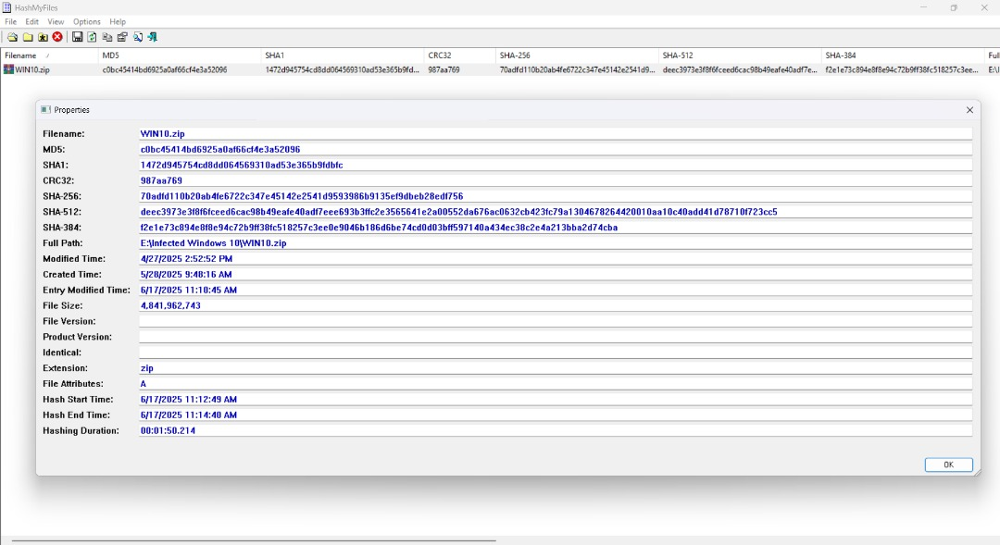 HashMyFiles
File Edit View Options Help
Filename / MD5 SHA1 CRC32 SHA-256 SHA-512 SHA-384 Full
WIN10.zip c0bc45414bd6925a0af66cf4e3a52096 1472d945754cd8dd064569310ad53e365b9fd... 987aa769 70adfd110b20ab4fe6722c347e45142e2541d9... deec3973e3f8f6fceed6cac98b49eafe40adf7e... f2e1e73c894e8f8e94c72b9ff38fc518257c3ee... E:\I
Properties
Filename: WIN10.zip
MD5: c0bc45414bd6925a0af66cf4e3a52096
SHA1: 1472d945754cd8dd064569310ad53e365b9fdbfc
CRC32: 987aa769
SHA-256: 70adfd110b20ab4fe6722c347e45142e2541d9593986b9135ef9dbeb28edf756
SHA-512: deec3973e3f8f6fceed6cac98b49eafe40adf7eee693b3ffc2e3565641e2a00552da676ac0632cb423fc79a1304678264420010aa10c40add41d78710f723cc5
SHA-384: f2e1e73c894e8f8e94c72b9ff38fc518257c3ee0e9046b186d6be74cd0d03bff597140a434ec38c2e4a213bba2d74cba
Full Path: E:\Infected Windows 10\WIN10.zip
Modified Time: 4/27/2025 2:52:52 PM
Created Time: 5/28/2025 9:48:16 AM
Entry Modified Time: 6/17/2025 11:10:45 AM
File Size: 4,841,962,743
File Version:
Product Version:
Identical:
Extension: zip
File Attributes: A
Hash Start Time: 6/17/2025 11:12:49 AM
Hash End Time: 6/17/2025 11:14:40 AM
Hashing Duration: 00:01:50.214
OK